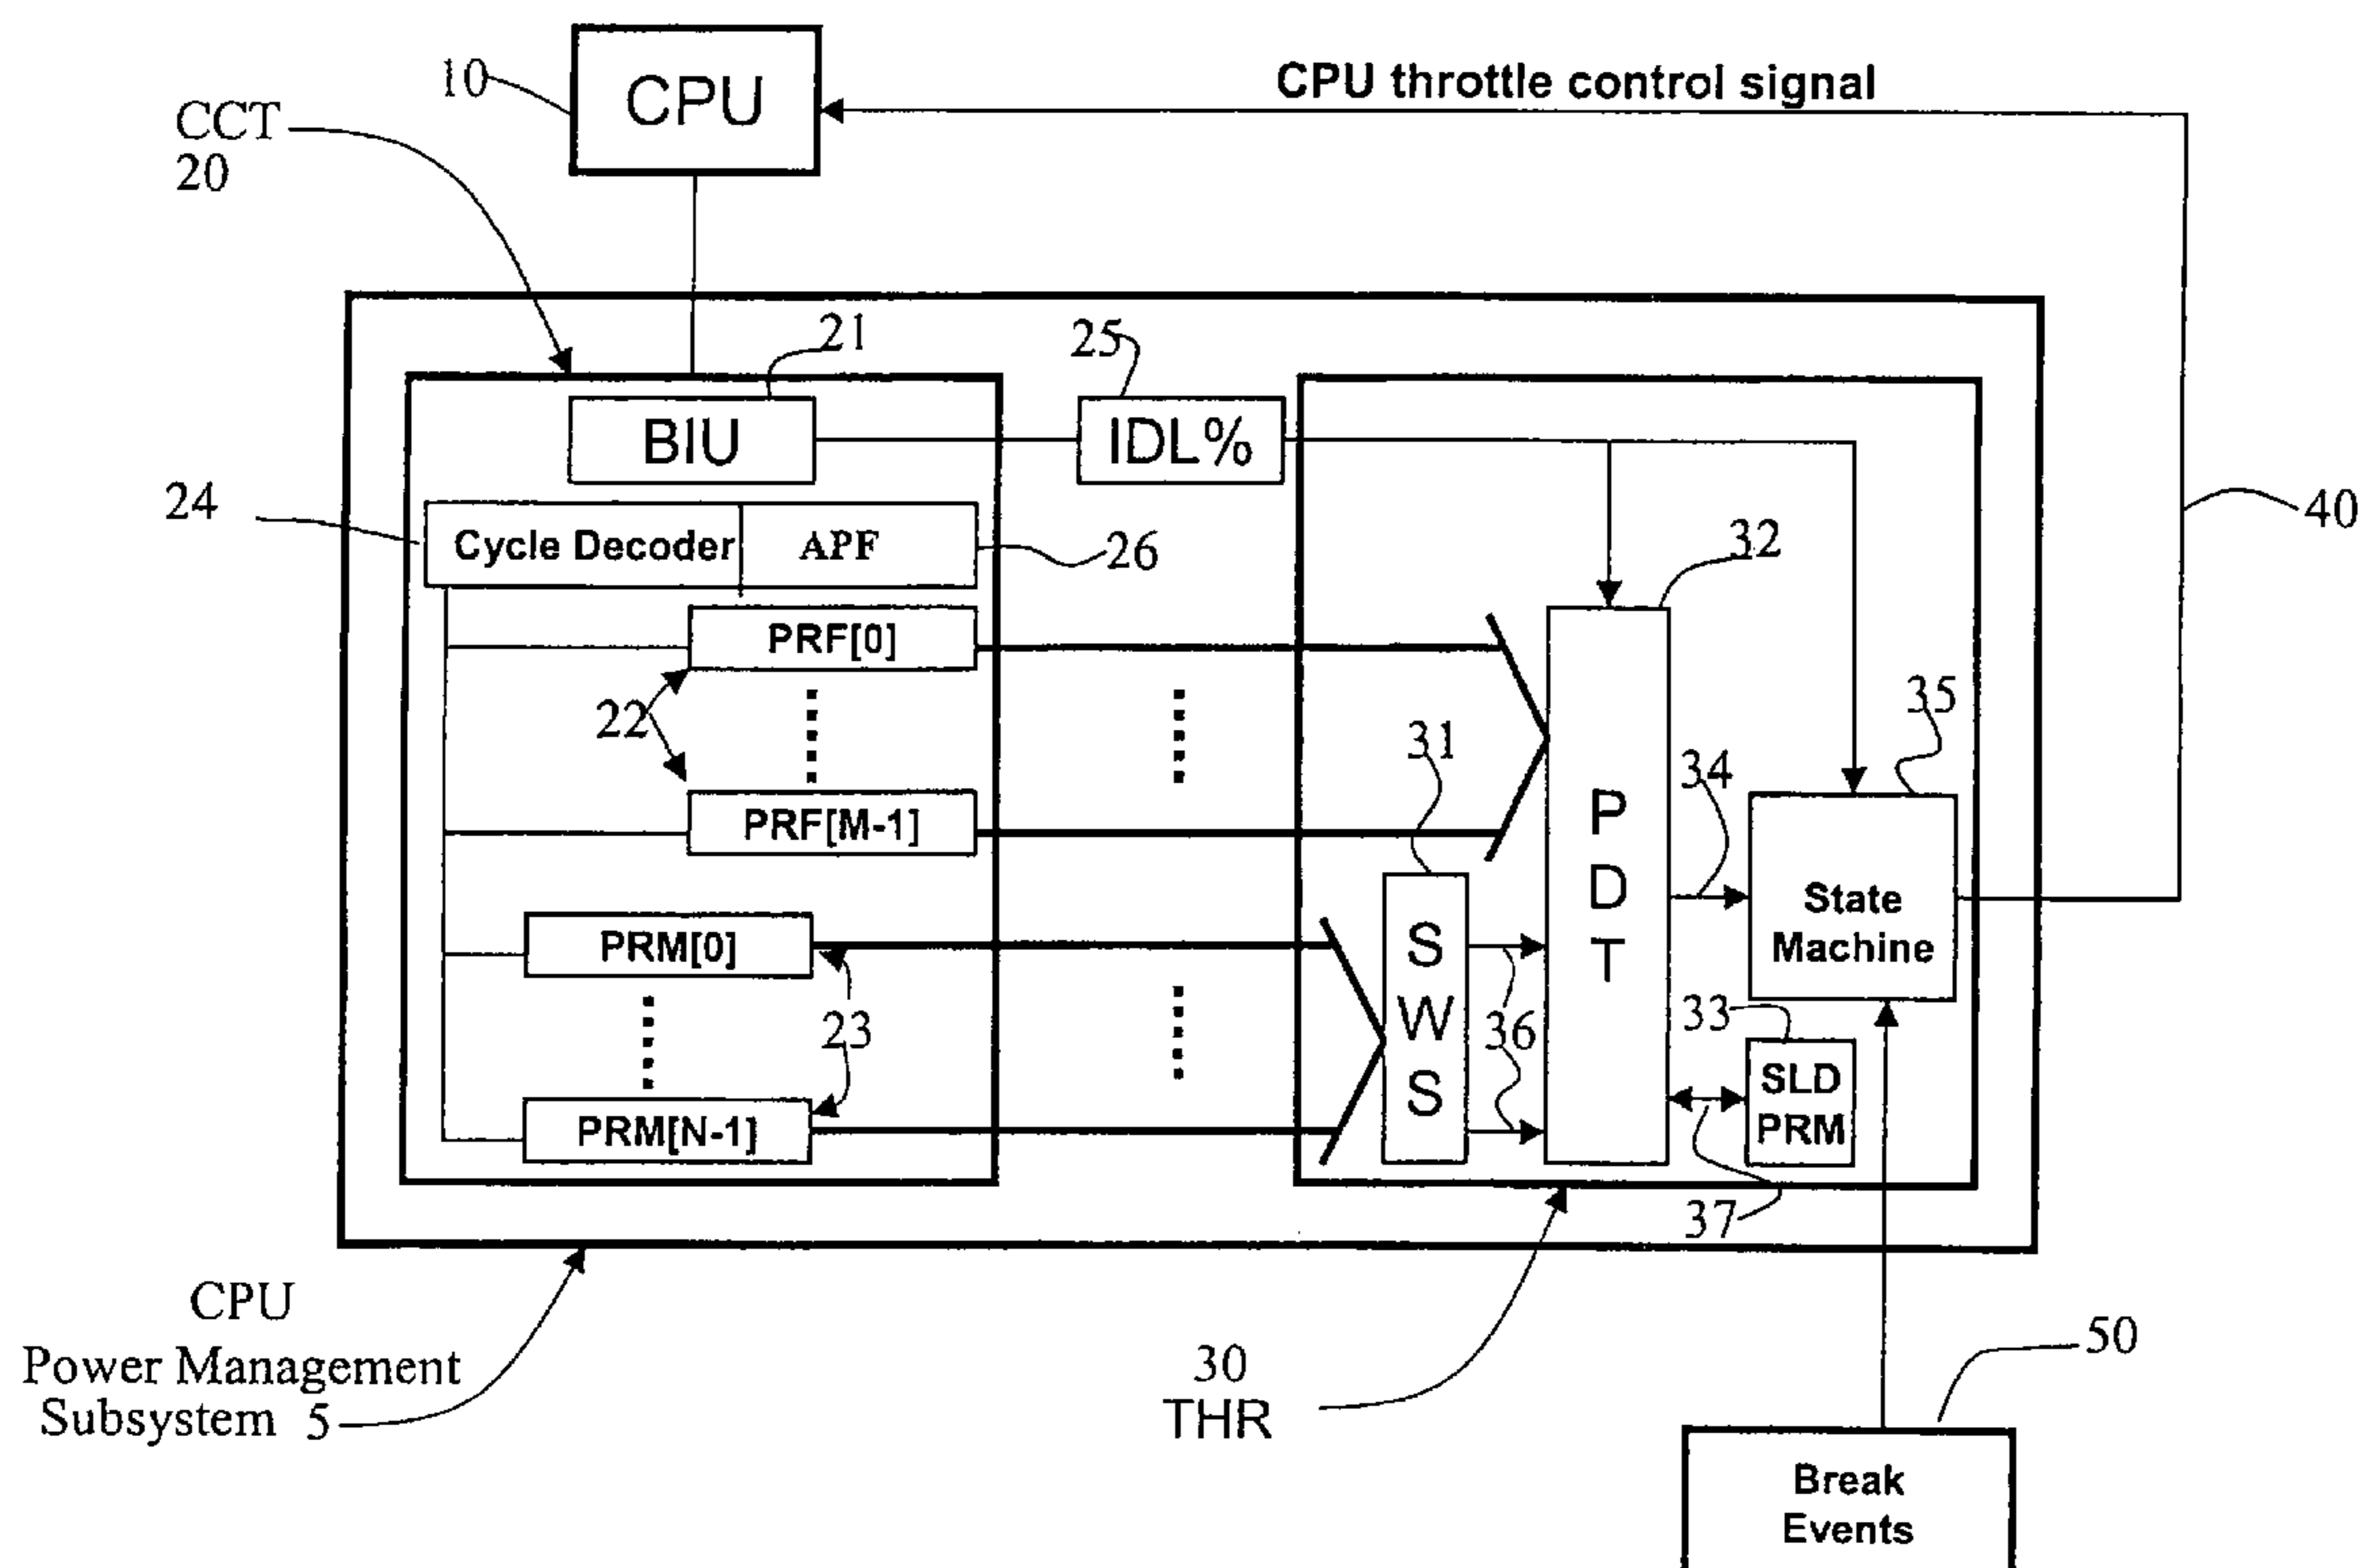 10
CPU
CPU throttle control signal
CCT
20
21
25
BIU
IDL%
24
40
Cycle Decoder
APF
26
32
PRF[0]
22
35
31
34
PRF[M-1]
P
D
T
State
Machine
S
W
S
PRM[0]
23
36
33
SLD
PRM
PRM[N-1]
37
CPU
Power Management
Subsystem 5
30
THR
50
Break
Events